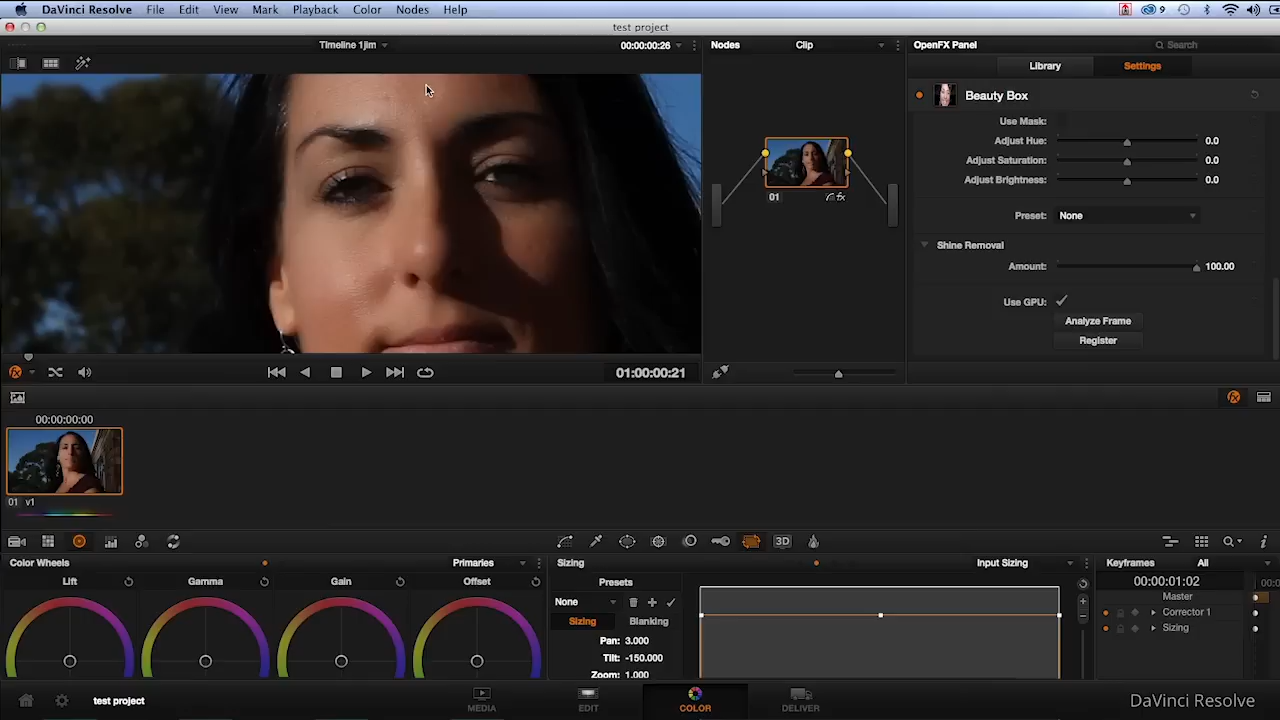 DaVinci Resolve File Edit View Mark Playback Color Nodes Help 9
test project
Timeline 1jim 00:00:00:26 Nodes Clip OpenFX Panel Search
Library Settings
Beauty Box
Use Mask:
Adjust Hue: 0.0
Adjust Saturation: 0.0
Adjust Brightness: 0.0
01 fx
Preset: None
Shine Removal
Amount: 100.00
Use GPU:
Analyze Frame
Register
01:00:00:21
00:00:00:00
01 v1
3D
Color Wheels Primaries Sizing Input Sizing Keyframes All
Lift Gamma Gain Offset Presets 00:00:01:02 00:0
None Master
Corrector 1
Sizing Blanking Sizing
Pan: 3.000
Tilt: -150.000
Zoom: 1.000
test project MEDIA EDIT COLOR DELIVER DaVinci Resolve